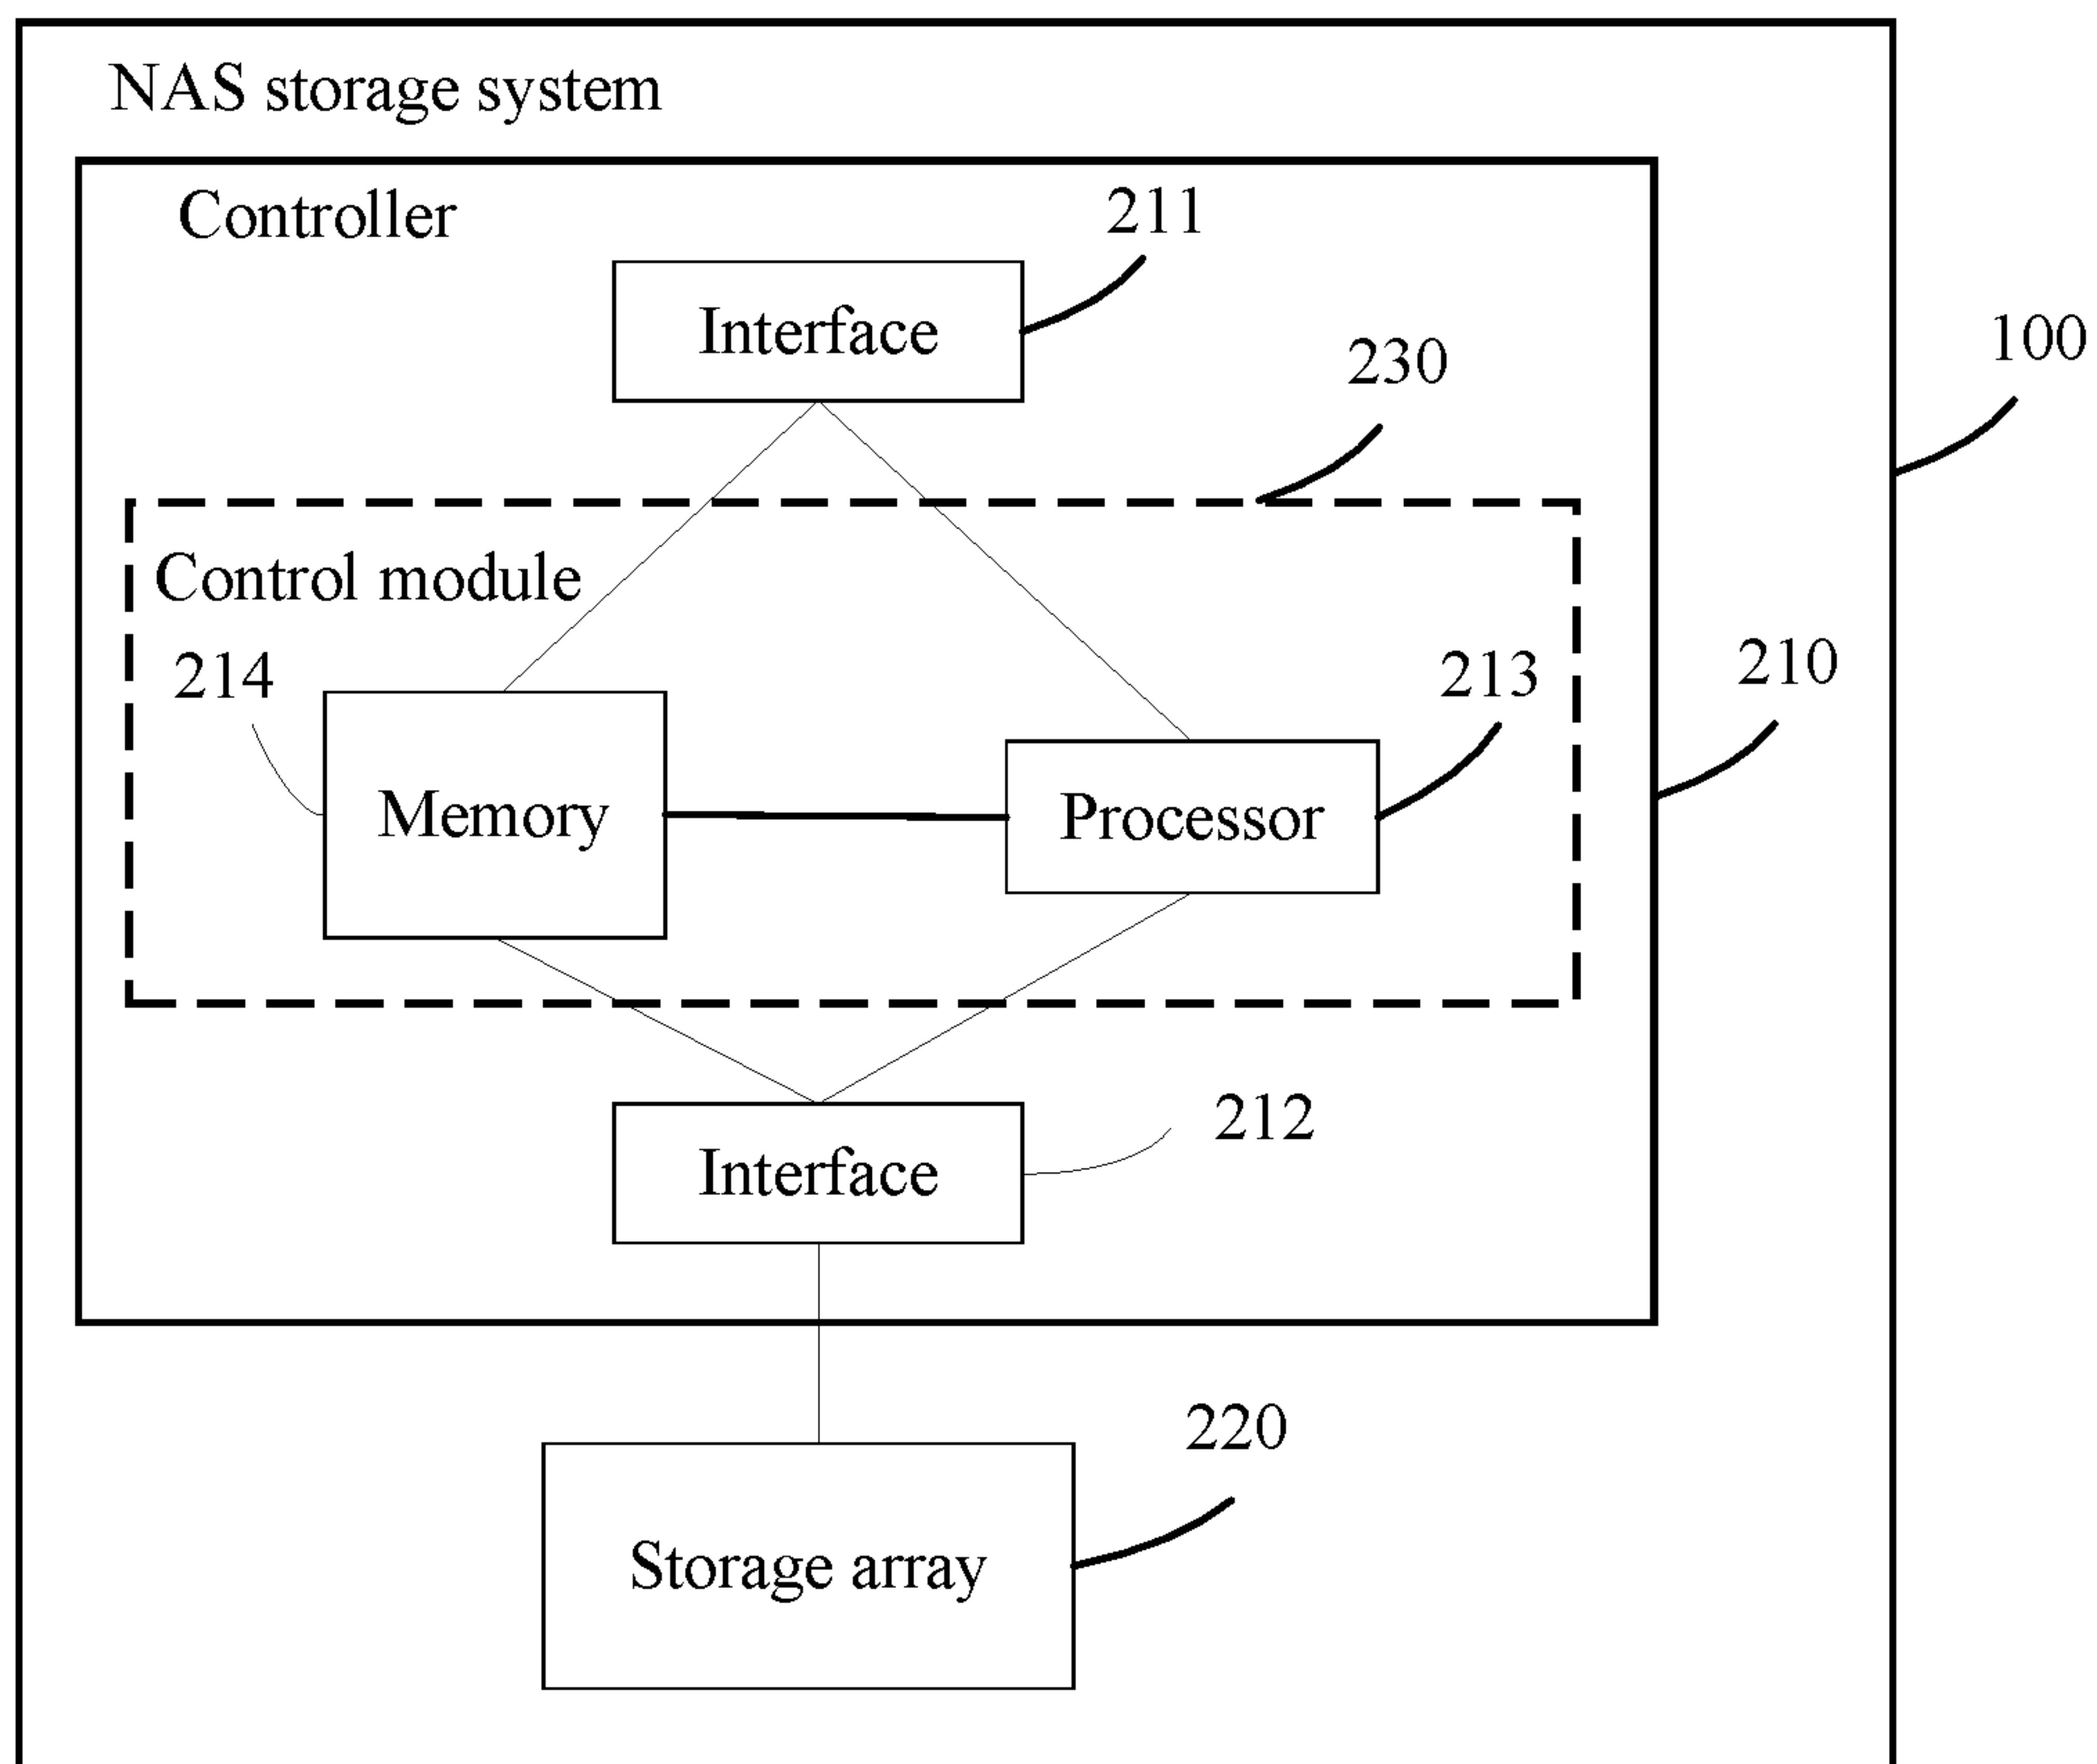 NAS storage system
Controller
211
Interface
100
230
Control module
214
213
210
Memory
Processor
212
Interface
220
Storage array